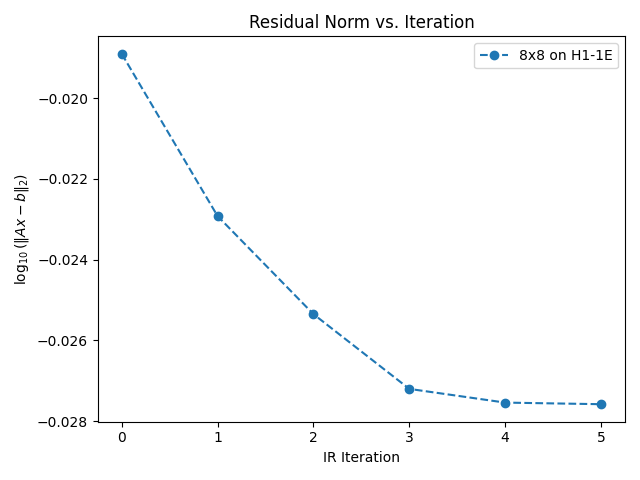 Residual Norm vs. Iteration
8x8 on H1-1E
−0.020
−0.022
−0.024
−0.026
−0.028
log₁₀(‖Ax − b‖₂)
0 1 2 3 4 5
IR Iteration